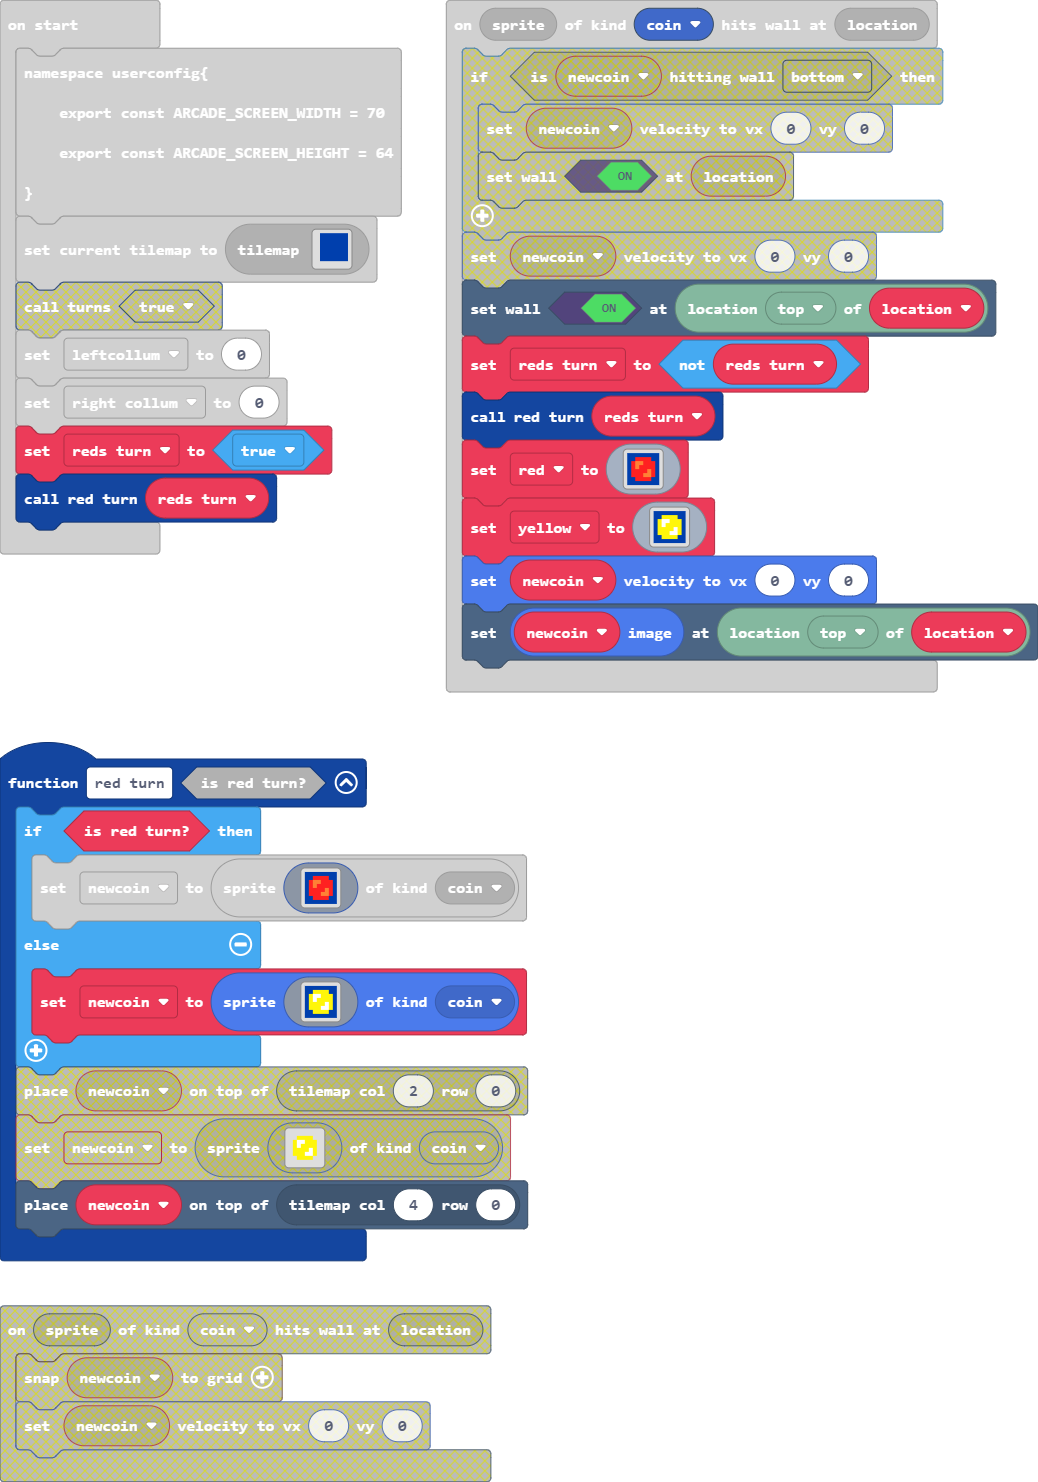 on start
namespace userconfig{
export const ARCADE_SCREEN_WIDTH = 70
export const ARCADE_SCREEN_HEIGHT = 64
}
set current tilemap to tilemap
call turns true
set leftcollum to 0
set right collum to 0
set reds turn to true
call red turn reds turn
on sprite of kind coin hits wall at location
if is newcoin hitting wall bottom then
set newcoin velocity to vx 0 vy 0
set wall ON at location
set newcoin velocity to vx 0 vy 0
set wall ON at location top of location
set reds turn to not reds turn
call red turn reds turn
set red to
set yellow to
set newcoin velocity to vx 0 vy 0
set newcoin image at location top of location
function red turn is red turn?
if is red turn? then
set newcoin to sprite of kind coin
else
set newcoin to sprite of kind coin
place newcoin on top of tilemap col 2 row 0
set newcoin to sprite of kind coin
place newcoin on top of tilemap col 4 row 0
on sprite of kind coin hits wall at location
snap newcoin to grid
set newcoin velocity to vx 0 vy 0